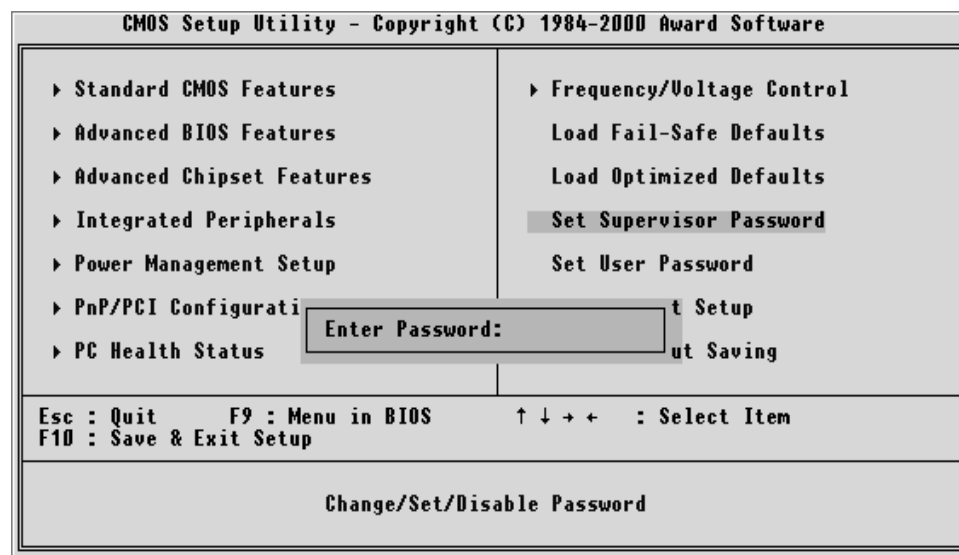 CMOS Setup Utility - Copyright (C) 1984-2000 Award Software
▸ Standard CMOS Features
▸ Advanced BIOS Features
▸ Advanced Chipset Features
▸ Integrated Peripherals
▸ Power Management Setup
▸ PnP/PCI Configurati
▸ PC Health Status
▸ Frequency/Voltage Control
Load Fail-Safe Defaults
Load Optimized Defaults
Set Supervisor Password
Set User Password
t Setup
ut Saving
Enter Password:
Esc : Quit F9 : Menu in BIOS ↑ ↓ → ← : Select Item
F10 : Save & Exit Setup
Change/Set/Disable Password